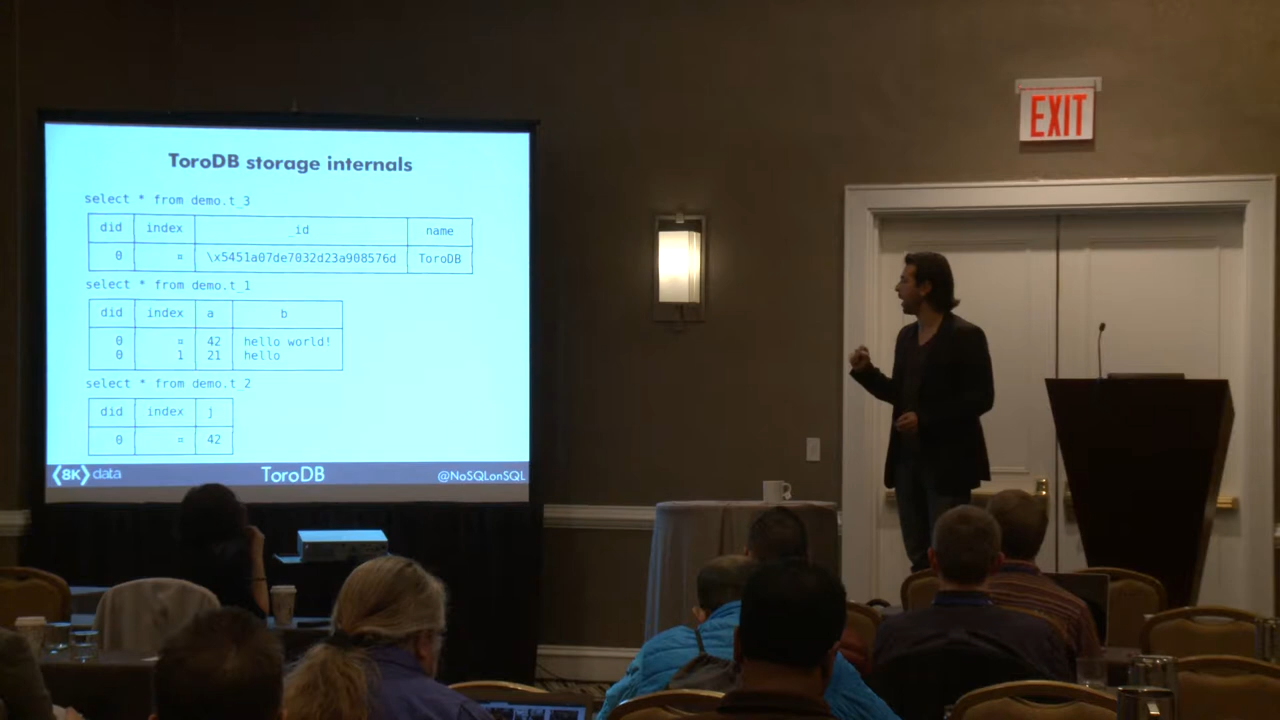 ToroDB storage internals
select * from demo.t_3
did index _id name
0 ¤ \x5451a07de7032d23a908576d ToroDB
select * from demo.t_1
did index a b
0 ¤ 42 hello world!
0 1 21 hello
select * from demo.t_2
did index j
0 ¤ 42
⟨8K⟩data ToroDB @NoSQLonSQL
EXIT